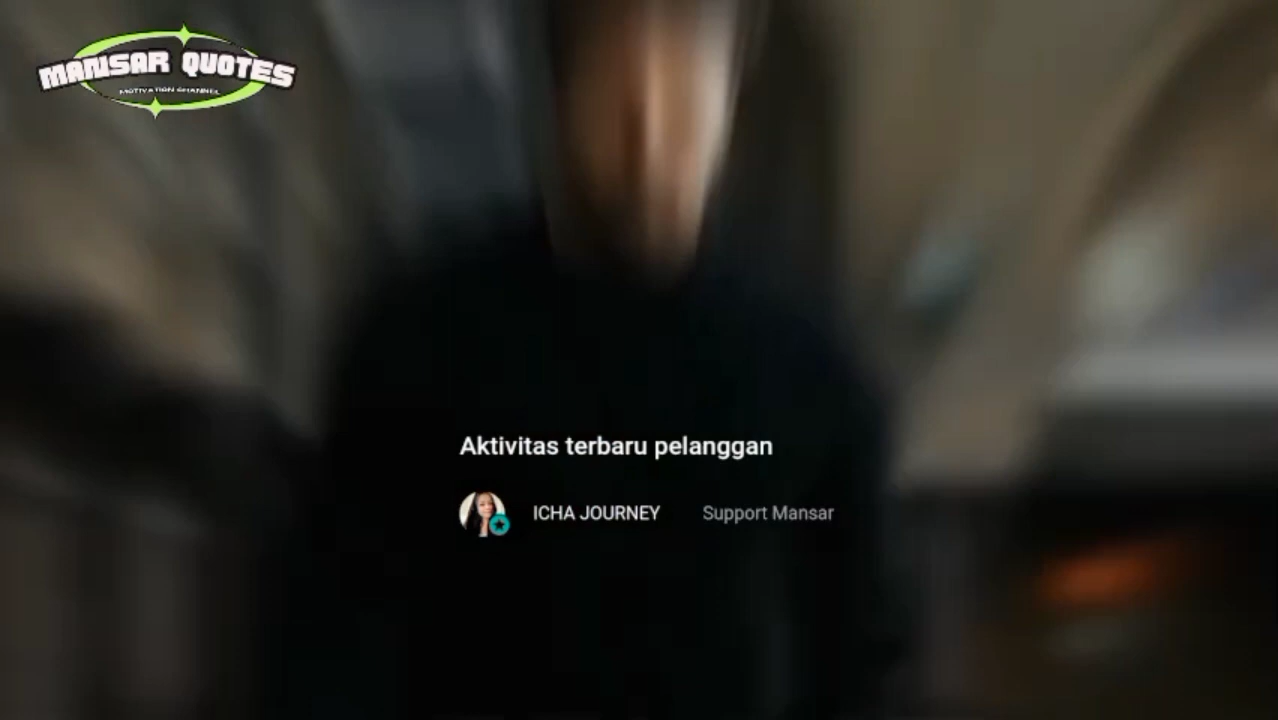 MANSAR QUOTES
MOTIVATION CHANNEL
Aktivitas terbaru pelanggan
ICHA JOURNEY Support Mansar